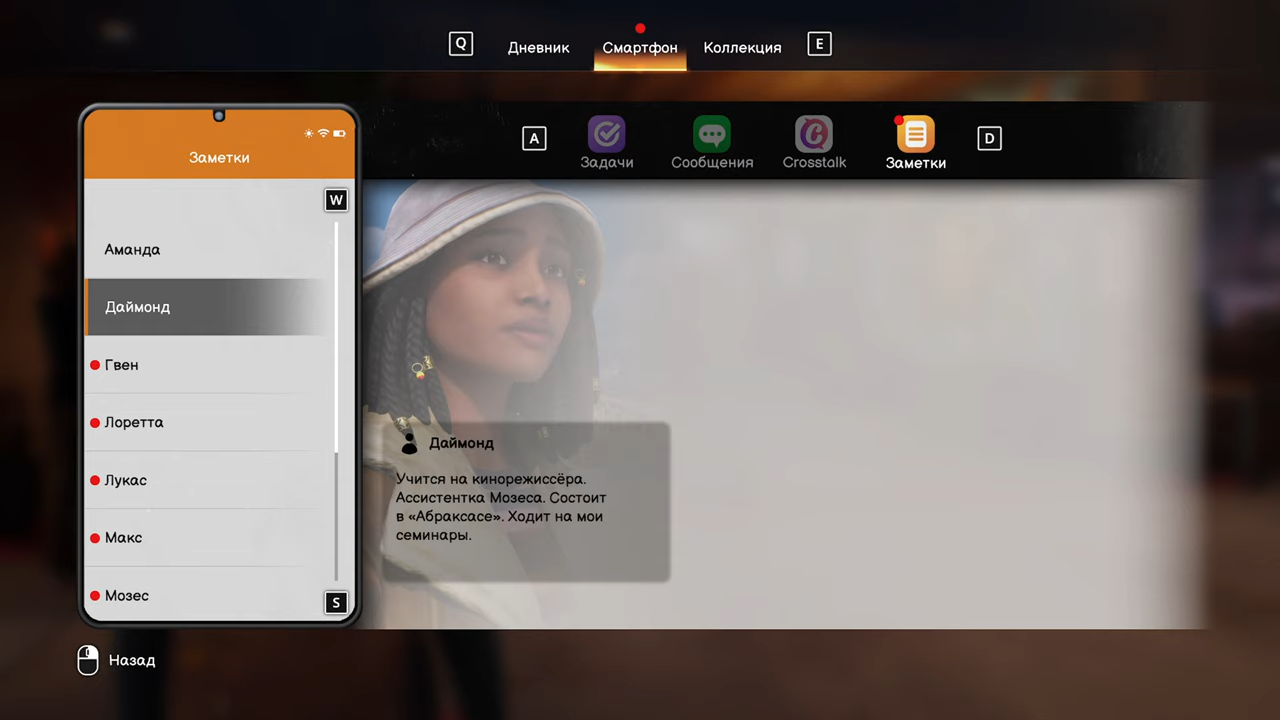 Q
Дневник
Смартфон
Коллекция
E
Заметки
A
Задачи
Сообщения
Crosstalk
Заметки
D
W
Аманда
Даймонд
Гвен
Лоретта
Лукас
Макс
Мозес
S
Даймонд
Учится на кинорежиссёра.
Ассистентка Мозеса. Состоит
в «Абраксасе». Ходит на мои
семинары.
Назад